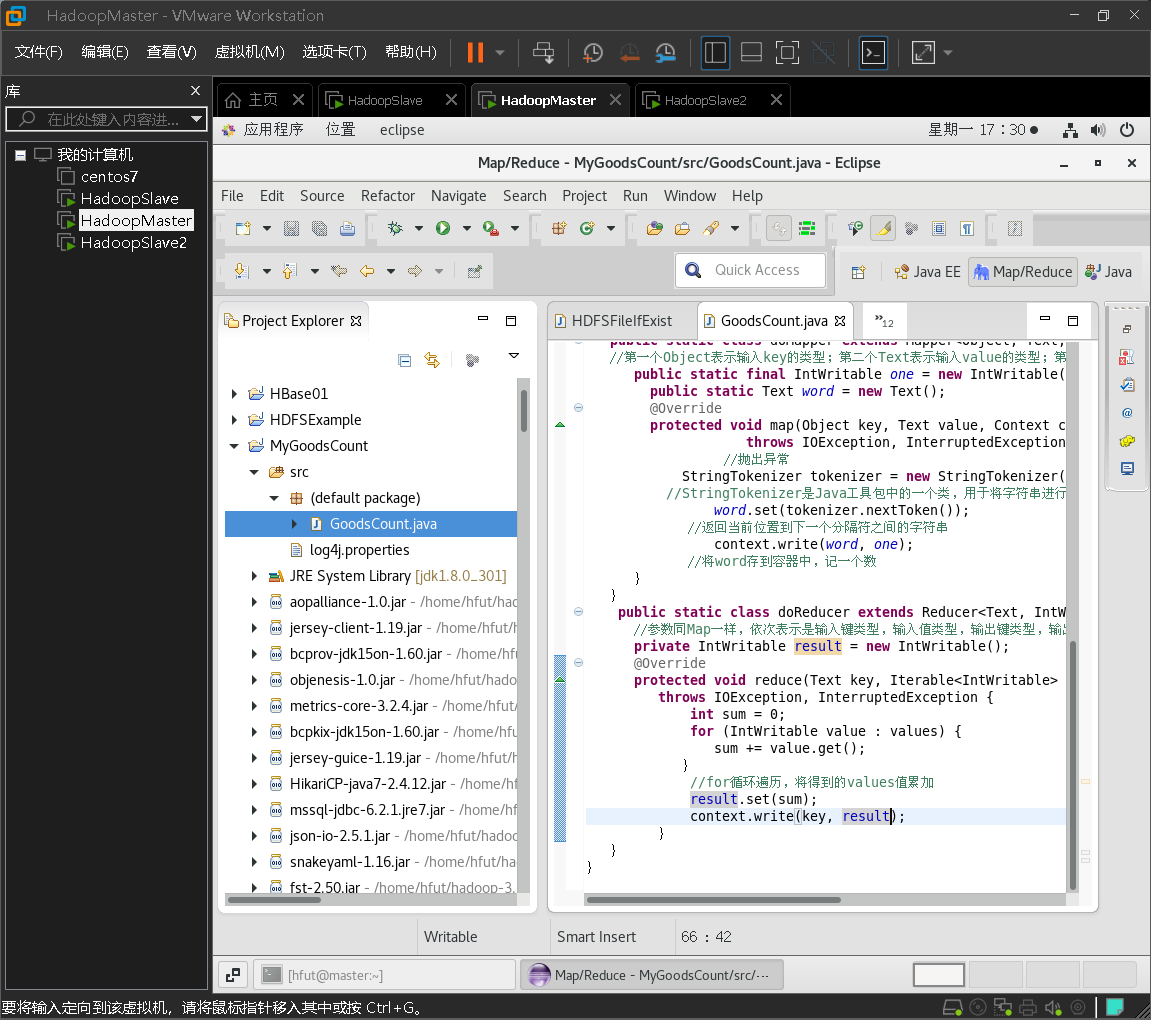 HadoopMaster - VMware Workstation
文件(F) 编辑(E) 查看(V) 虚拟机(M) 选项卡(T) 帮助(H)
库
在此处键入内容进...
我的计算机
centos7
HadoopSlave
HadoopMaster
HadoopSlave2
主页 HadoopSlave HadoopMaster HadoopSlave2
应用程序 位置 eclipse 星期一 17：30
Map/Reduce - MyGoodsCount/src/GoodsCount.java - Eclipse
File Edit Source Refactor Navigate Search Project Run Window Help
Quick Access Java EE Map/Reduce Java
Project Explorer
HBase01
HDFSExample
MyGoodsCount
src
(default package)
GoodsCount.java
log4j.properties
JRE System Library [jdk1.8.0_301]
aopalliance-1.0.jar - /home/hfut/hado
jersey-client-1.19.jar - /home/hfut/ha
bcprov-jdk15on-1.60.jar - /home/hfu
objenesis-1.0.jar - /home/hfut/hado
metrics-core-3.2.4.jar - /home/hfut/h
bcpkix-jdk15on-1.60.jar - /home/hfut
jersey-guice-1.19.jar - /home/hfut/h
HikariCP-java7-2.4.12.jar - /home/hf
mssql-jdbc-6.2.1.jre7.jar - /home/hfu
json-io-2.5.1.jar - /home/hfut/hadoo
snakeyaml-1.16.jar - /home/hfut/ha
fst-2.50.jar - /home/hfut/hadoop-3.
HDFSFileIfExist GoodsCount.java »12
public static class doMapper extends Mapper<Object, Text,
//第一个Object表示输入key的类型；第二个Text表示输入value的类型；第
public static final IntWritable one = new IntWritable(
public static Text word = new Text();
@Override
protected void map(Object key, Text value, Context c
throws IOException, InterruptedException
//抛出异常
StringTokenizer tokenizer = new StringTokenizer(
//StringTokenizer是Java工具包中的一个类，用于将字符串进行
word.set(tokenizer.nextToken());
//返回当前位置到下一个分隔符之间的字符串
context.write(word, one);
//将word存到容器中，记一个数
}
}
public static class doReducer extends Reducer<Text, IntW
//参数同Map一样，依次表示是输入键类型，输入值类型，输出键类型，输出
private IntWritable result = new IntWritable();
@Override
protected void reduce(Text key, Iterable<IntWritable>
throws IOException, InterruptedException {
int sum = 0;
for (IntWritable value : values) {
sum += value.get();
}
//for循环遍历，将得到的values值累加
result.set(sum);
context.write(key, result);
}
}
}
Writable Smart Insert 66 : 42
[hfut@master:~] Map/Reduce - MyGoodsCount/src/···
要将输入定向到该虚拟机，请将鼠标指针移入其中或按 Ctrl+G。